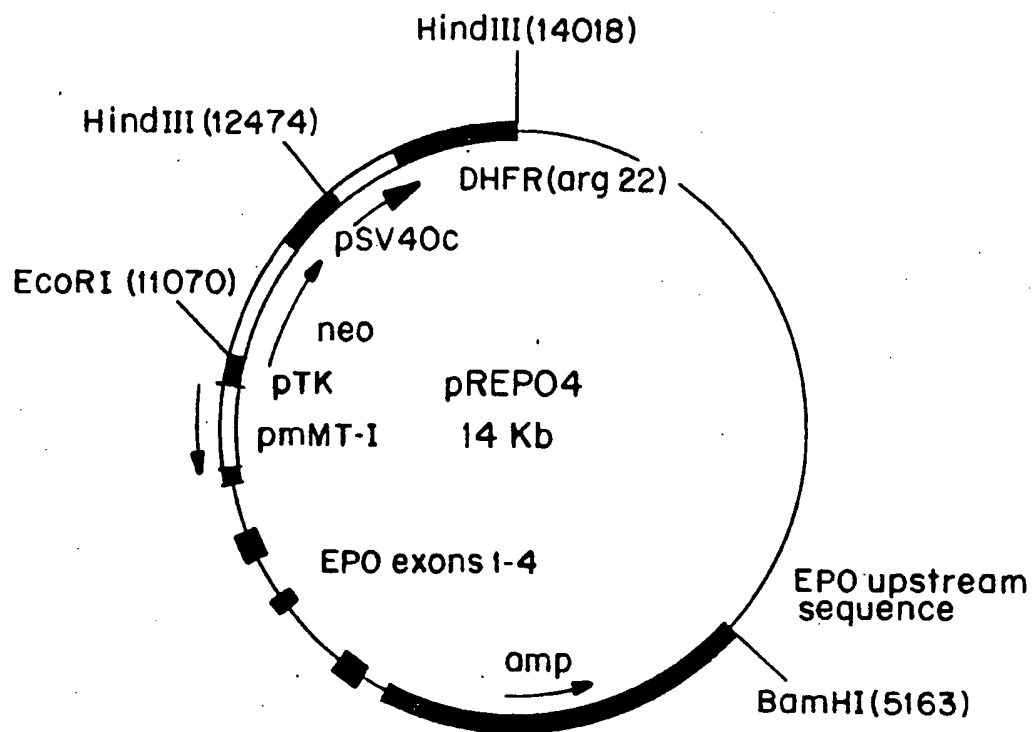 HindIII(14018)
HindIII(12474)
DHFR(arg 22)
pSV40c
EcoRI (11070)
neo
pTK
pREPO4
pmMT-I
14 Kb
EPO exons 1-4
EPO upstream
sequence
amp
BamHI(5163)